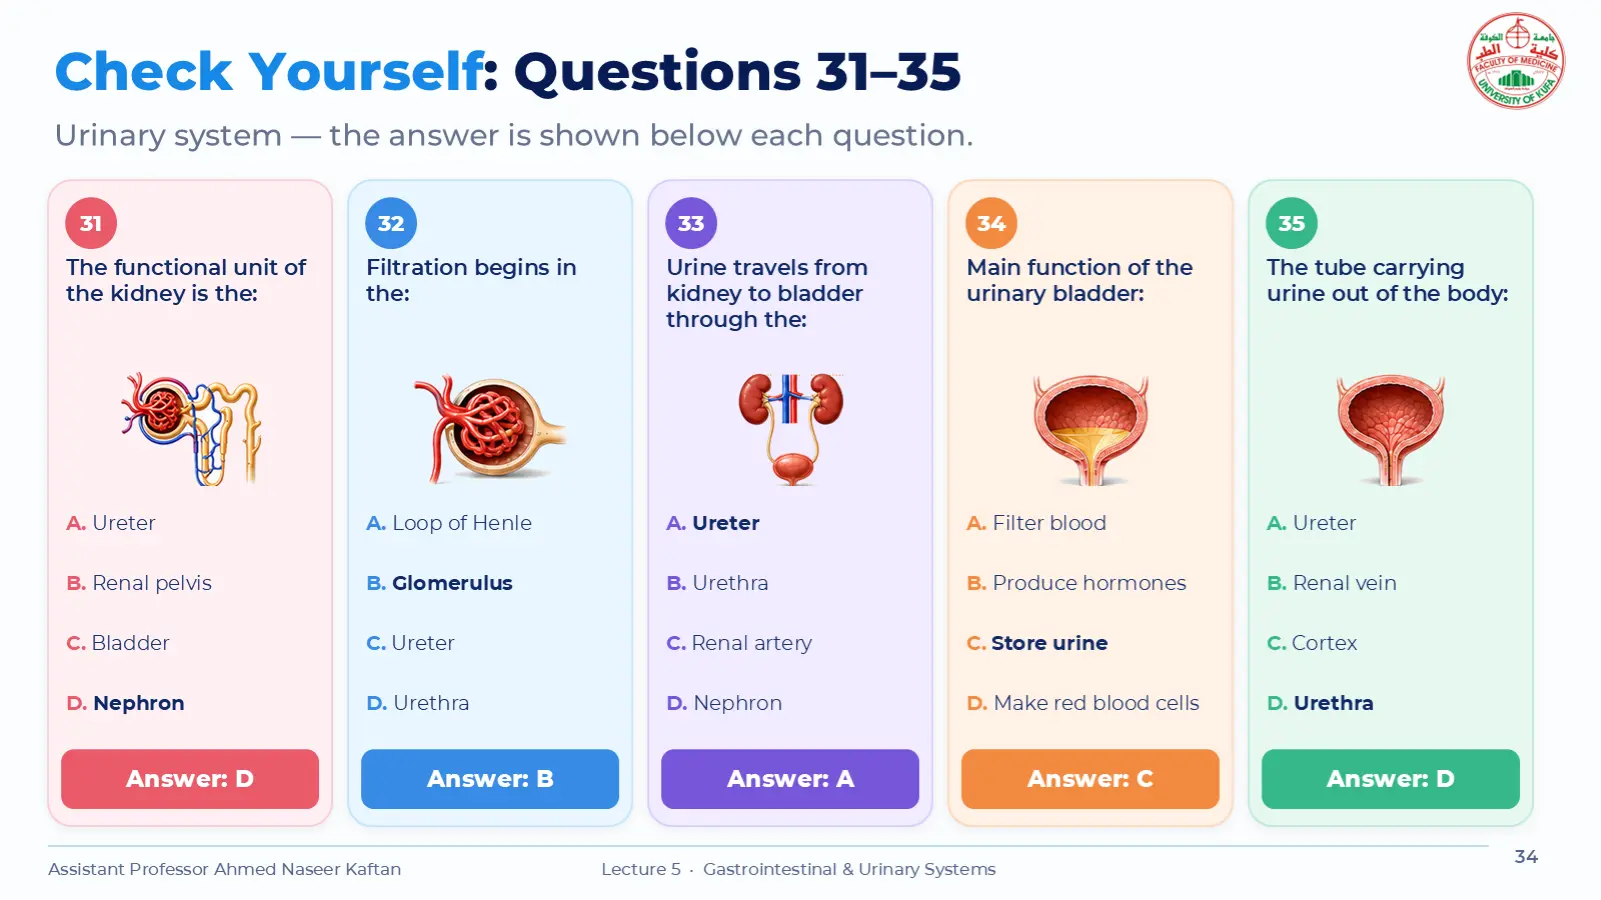 Check Yourself: Questions 31–35
Urinary system — the answer is shown below each question.
جامعة الكوفة
كلية الطب
FACULTY OF MEDICINE
UNIVERSITY OF KUFA
31
The functional unit of
the kidney is the:
A. Ureter
B. Renal pelvis
C. Bladder
D. Nephron
Answer: D
32
Filtration begins in
the:
A. Loop of Henle
B. Glomerulus
C. Ureter
D. Urethra
Answer: B
33
Urine travels from
kidney to bladder
through the:
A. Ureter
B. Urethra
C. Renal artery
D. Nephron
Answer: A
34
Main function of the
urinary bladder:
A. Filter blood
B. Produce hormones
C. Store urine
D. Make red blood cells
Answer: C
35
The tube carrying
urine out of the body:
A. Ureter
B. Renal vein
C. Cortex
D. Urethra
Answer: D
Assistant Professor Ahmed Naseer Kaftan
Lecture 5 · Gastrointestinal & Urinary Systems
34